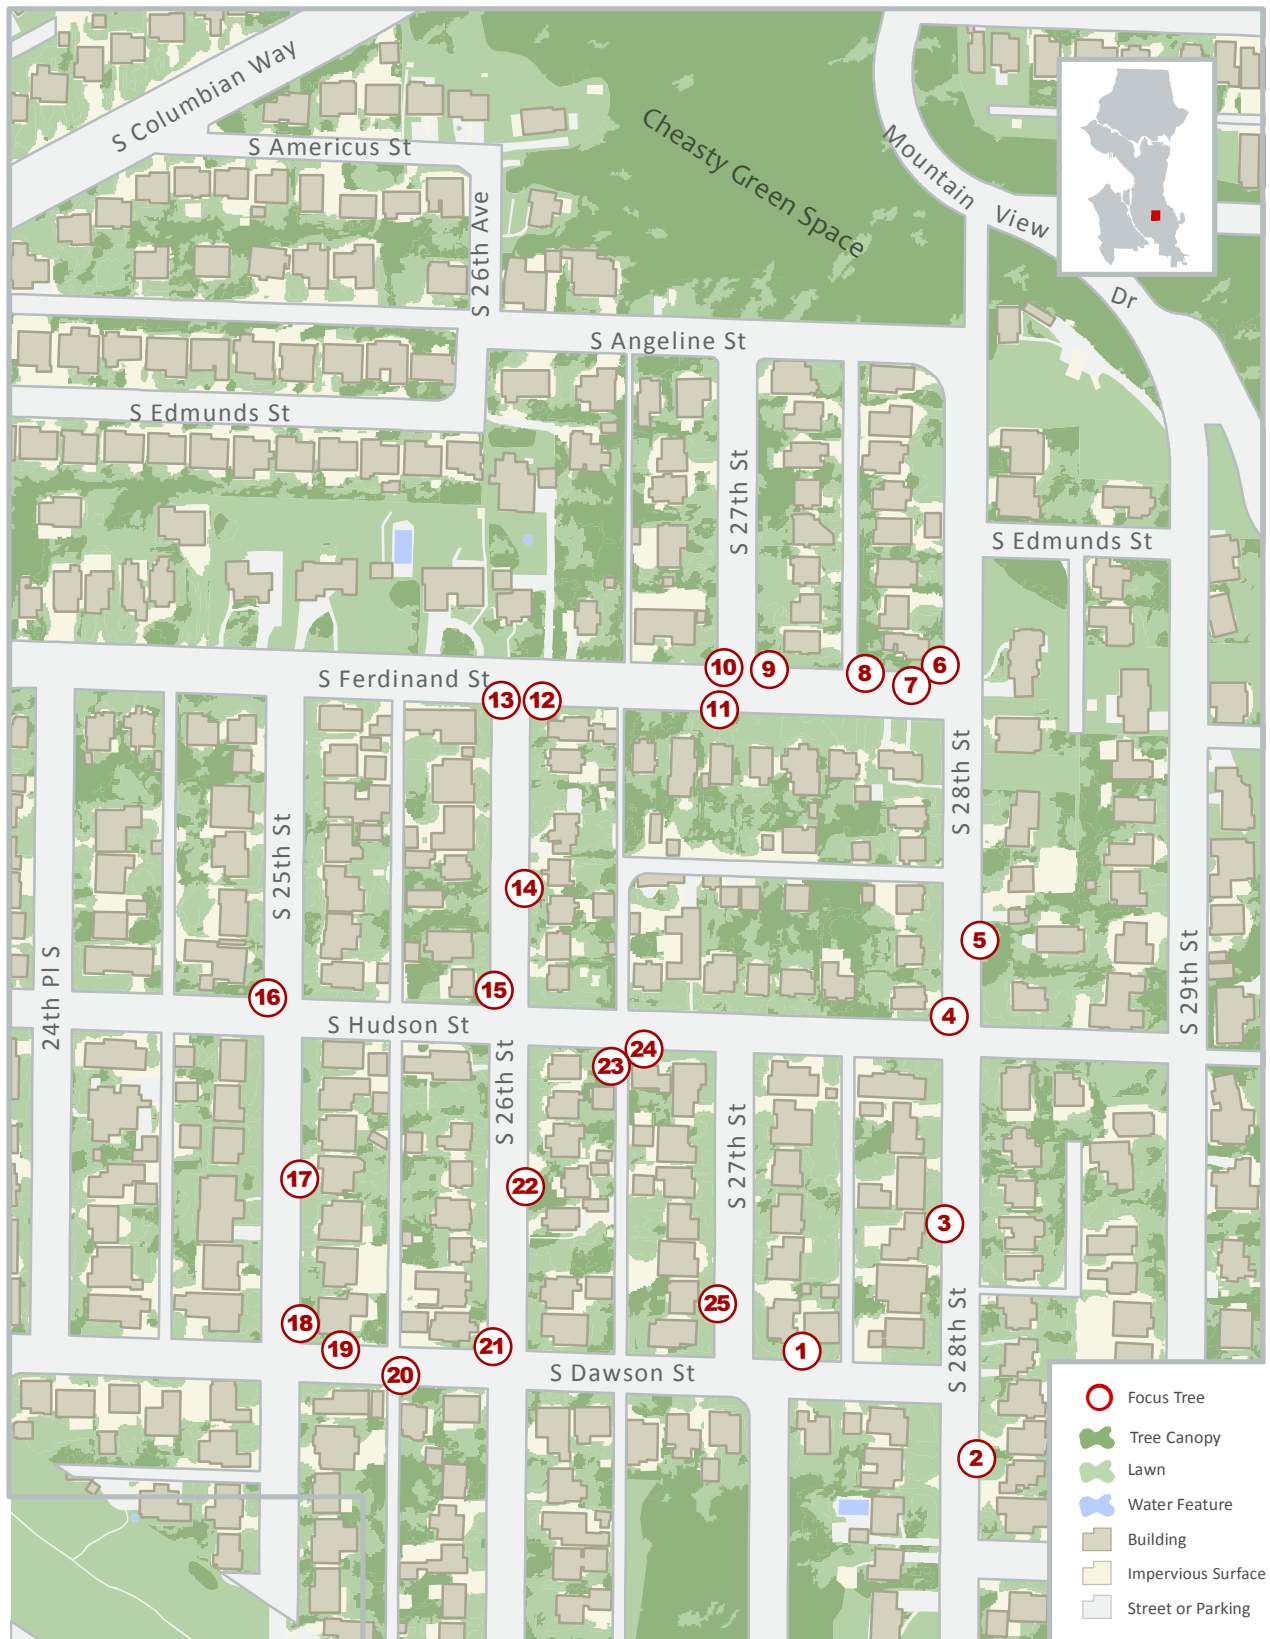 S Columbian Way
S Americus St
Cheasty Green Space
Mountain
View
Dr
S 26th Ave
S Angeline St
S Edmunds St
S 27th St
S Edmunds St
6
10
9
8
7
S Ferdinand St
13
12
11
S 28th St
S 25th St
14
5
24th Pl S
S 29th St
15
16
4
S Hudson St
24
23
S 26th St
S 27th St
17
22
3
25
18
S 28th St
19
21
1
20
S Dawson St
2
Focus Tree
Tree Canopy
Lawn
Water Feature
Building
Impervious Surface
Street or Parking